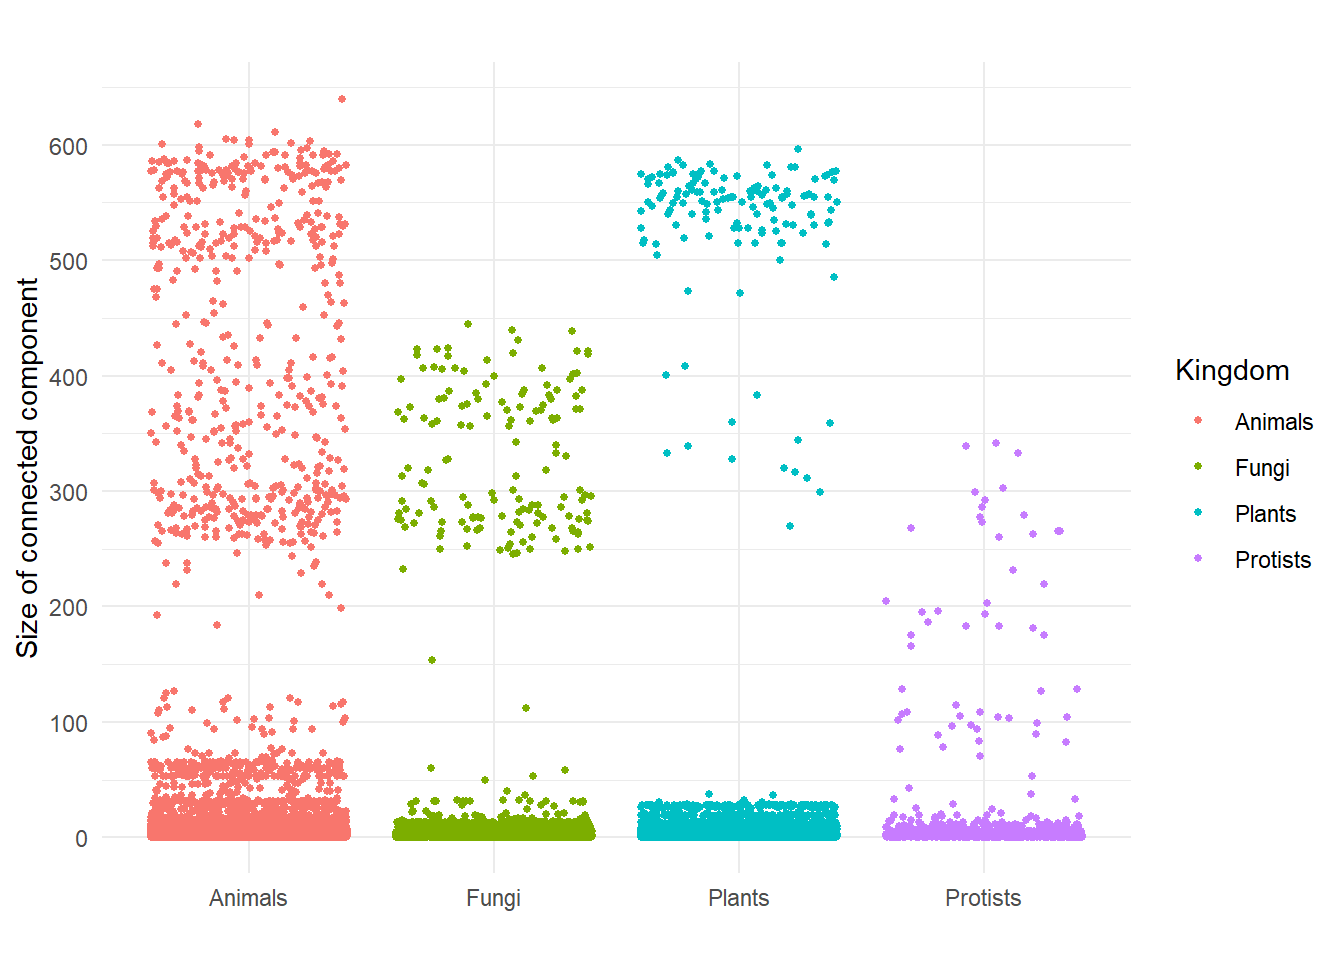 Size of connected component
600
500
400
300
200
100
0
Animals
Fungi
Plants
Protists
Kingdom
Animals
Fungi
Plants
Protists